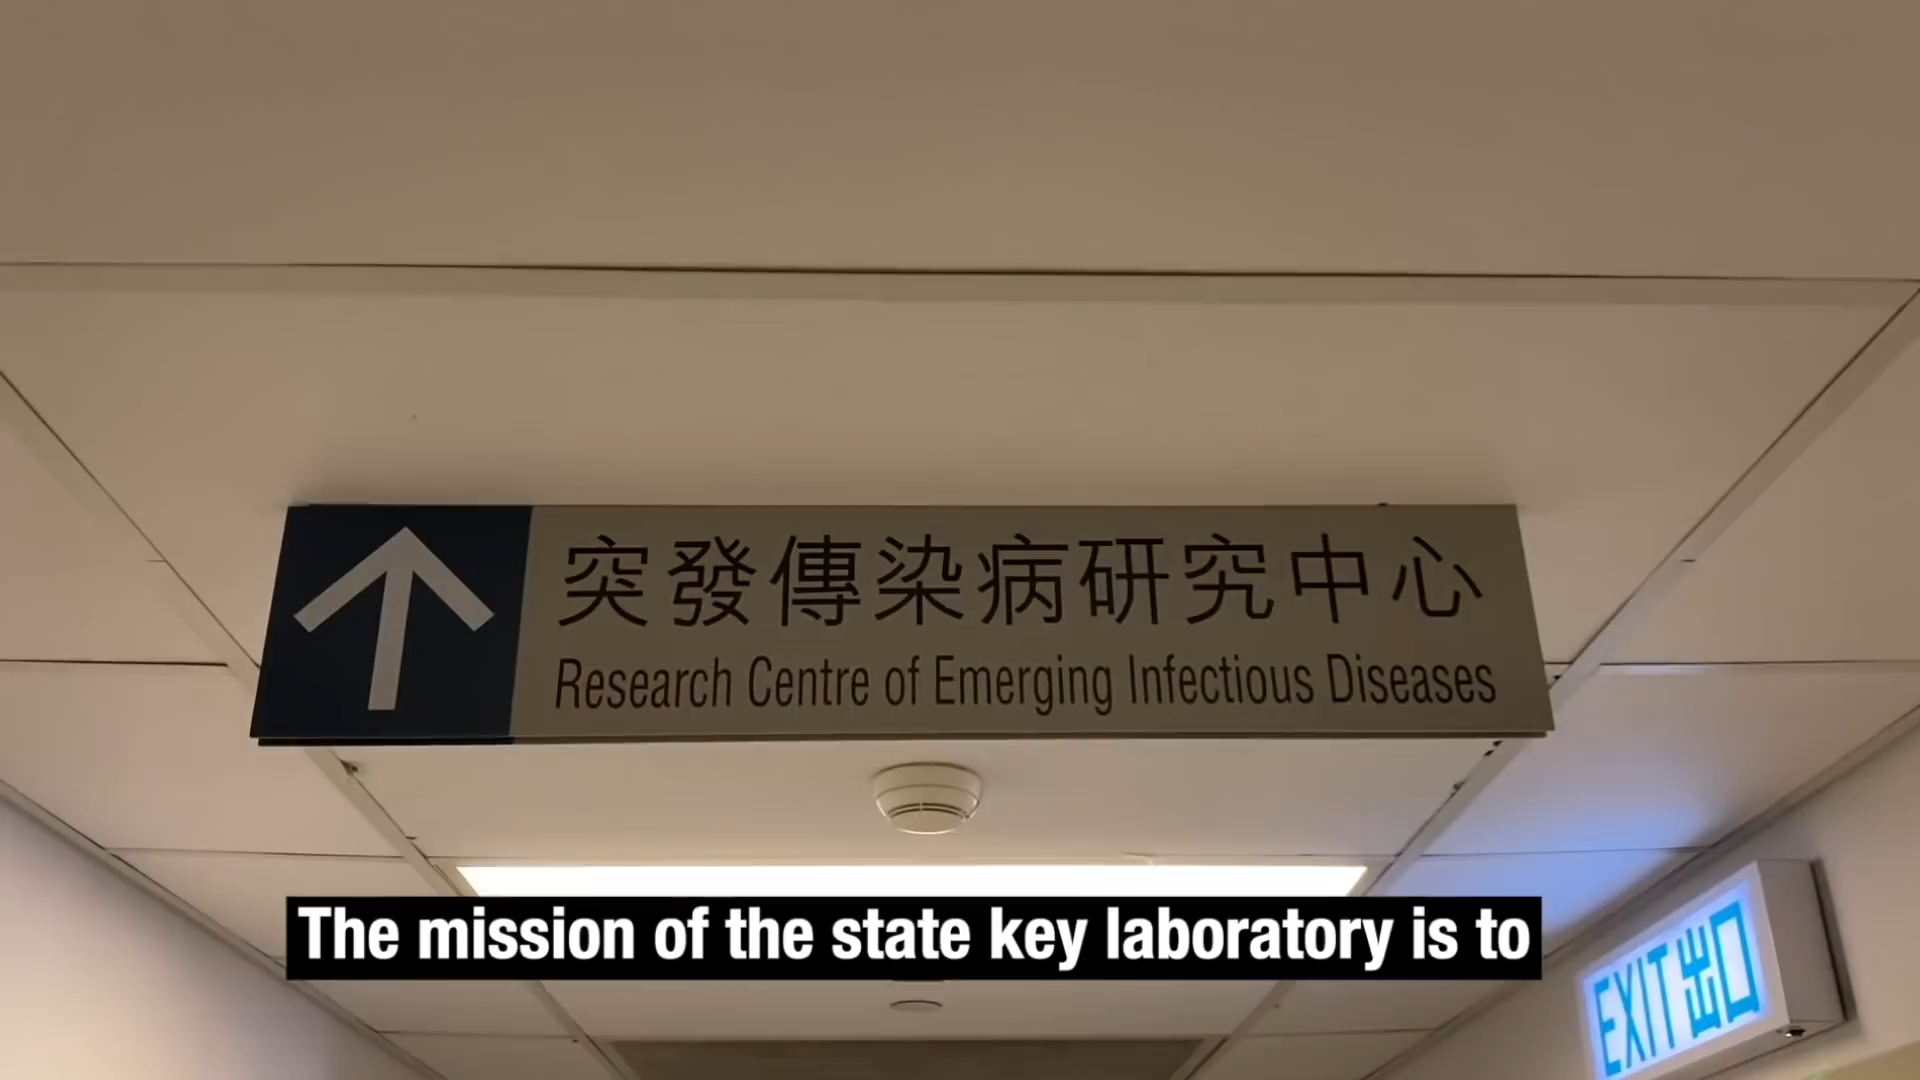 突發傳染病研究中心
Research Centre of Emerging Infectious Diseases
The mission of the state key laboratory is to
EXIT 出口